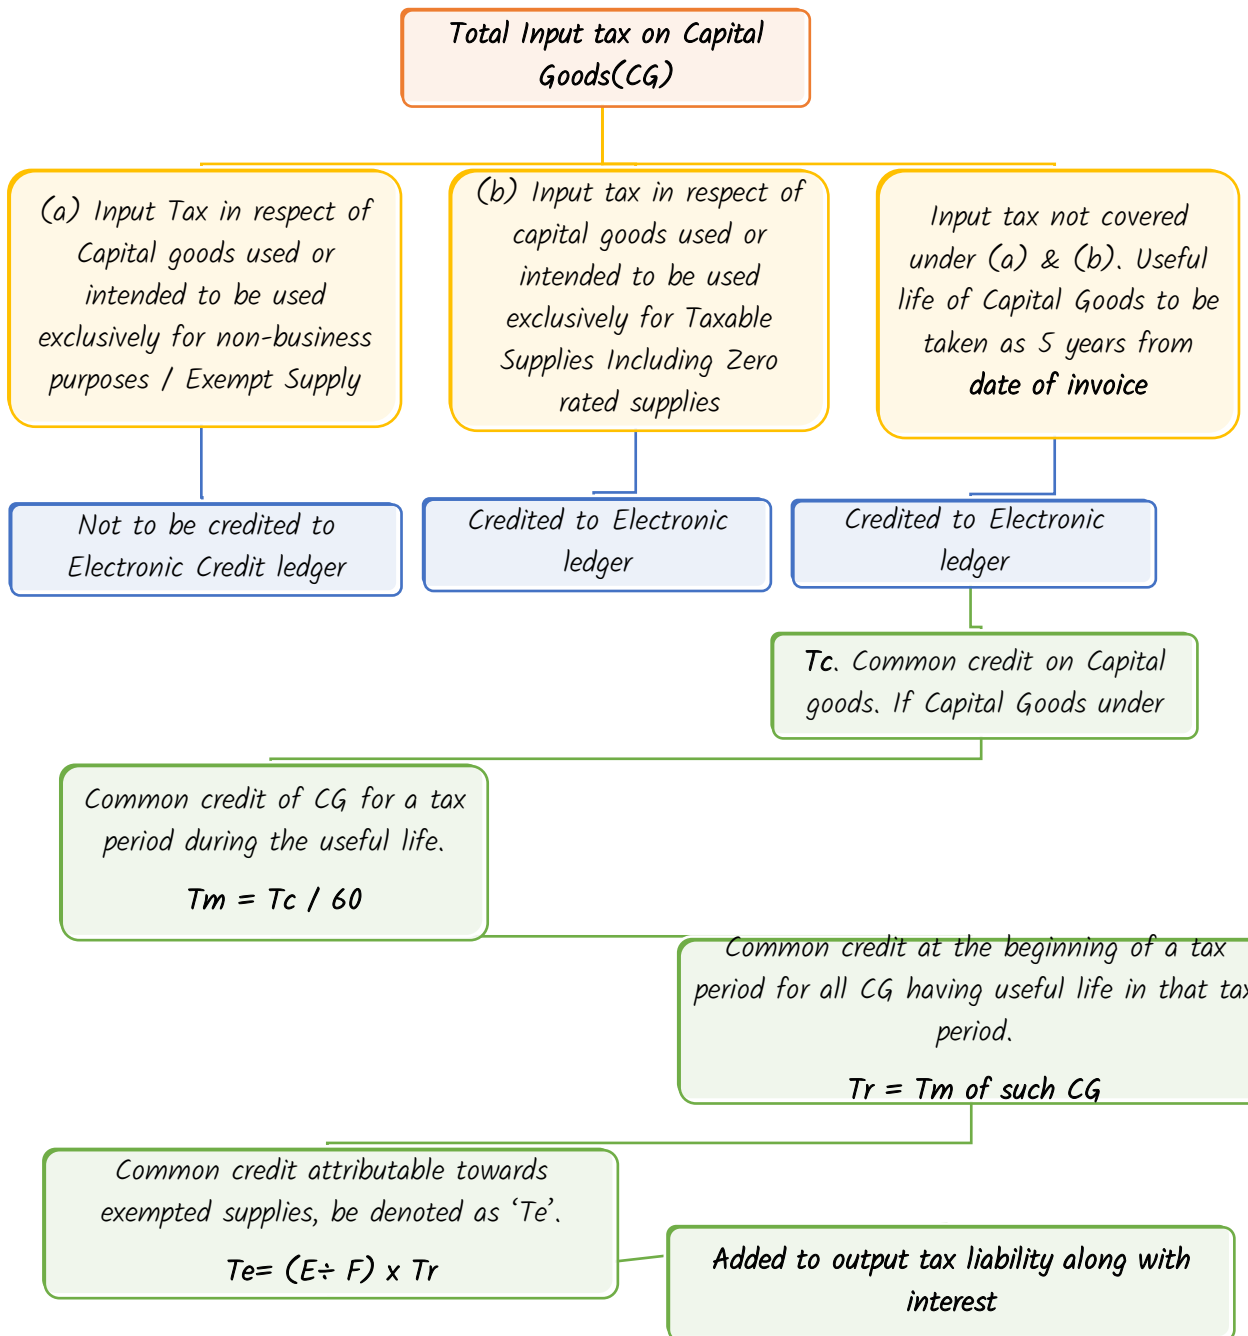 Total Input tax on Capital
Goods(CG)
(a) Input Tax in respect of
Capital goods used or
intended to be used
exclusively for non-business
purposes / Exempt Supply
(b) Input tax in respect of
capital goods used or
intended to be used
exclusively for Taxable
Supplies Including Zero
rated supplies
Input tax not covered
under (a) & (b). Useful
life of Capital Goods to be
taken as 5 years from
date of invoice
Not to be credited to
Electronic Credit ledger
Credited to Electronic
ledger
Credited to Electronic
ledger
Tc. Common credit on Capital
goods. If Capital Goods under
Common credit of CG for a tax
period during the useful life.
Tm = Tc / 60
Common credit at the beginning of a tax
period for all CG having useful life in that tax
period.
Tr = Tm of such CG
Common credit attributable towards
exempted supplies, be denoted as ‘Te’.
Te= (E÷ F) x Tr
Added to output tax liability along with
interest